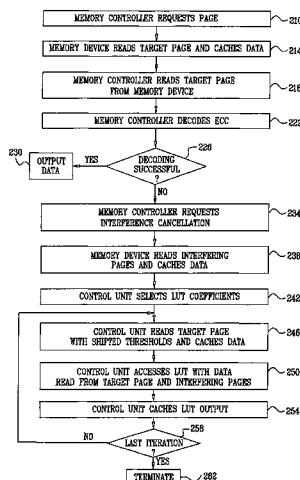 MEMORY CONTROLLER REQUESTS PAGE
210
MEMORY DEVICE READS TARGET PAGE AND CACHES DATA
214
MEMORY CONTROLLER READS TARGET PAGE
FROM MEMORY DEVICE
218
MEMORY CONTROLLER DECODES ECC
222
226
DECODING
SUCCESSFUL
?
YES
230
OUTPUT
DATA
NO
MEMORY CONTROLLER REQUESTS
INTERFERENCE CANCELLATION
234
MEMORY DEVICE READS INTERFERING
PAGES AND CACHES DATA
238
CONTROL UNIT SELECTS LUT COEFFICIENTS
242
CONTROL UNIT READS TARGET PAGE
WITH SHIFTED THRESHOLDS AND CACHES DATA
246
CONTROL UNIT ACCESSES LUT WITH DATA
READ FROM TARGET PAGE AND INTERFERING PAGES
250
CONTROL UNIT CACHES LUT OUTPUT
254
258
NO
LAST ITERATION
?
YES
TERMINATE
262